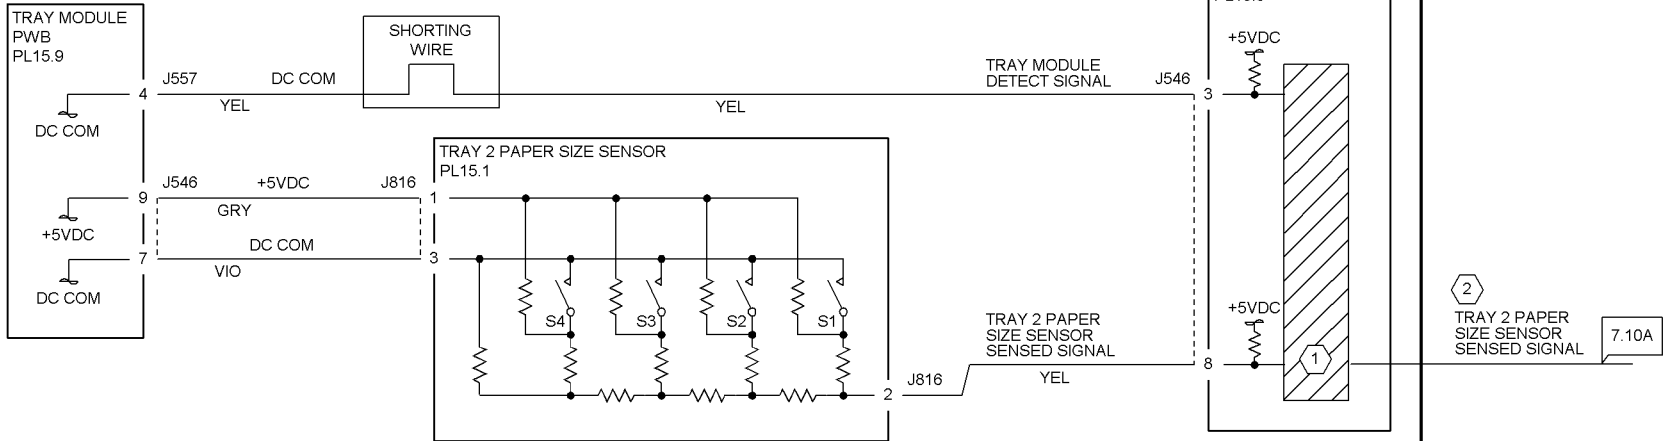 TRAY MODULE
PWB
PL15.9
J557
4
DC COM
YEL
DC COM
SHORTING
WIRE
YEL
TRAY MODULE
DETECT SIGNAL
J546
3
+5VDC
TRAY 2 PAPER SIZE SENSOR
PL15.1
9
J546
+5VDC
J816
1
GRY
+5VDC
7
DC COM
3
VIO
DC COM
S4
S3
S2
S1
2
J816
TRAY 2 PAPER
SIZE SENSOR
SENSED SIGNAL
YEL
8
+5VDC
1
2
TRAY 2 PAPER
SIZE SENSOR
SENSED SIGNAL
7.10A